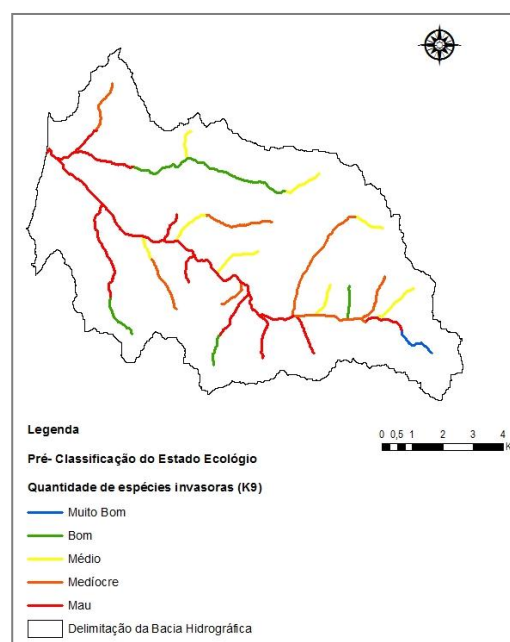 0 0,5 1 2 3 4
K
Legenda
Pré- Classificação do Estado Ecológio
Quantidade de espécies invasoras (K9)
Muito Bom
Bom
Médio
Medíocre
Mau
Delimitação da Bacia Hidrográfica